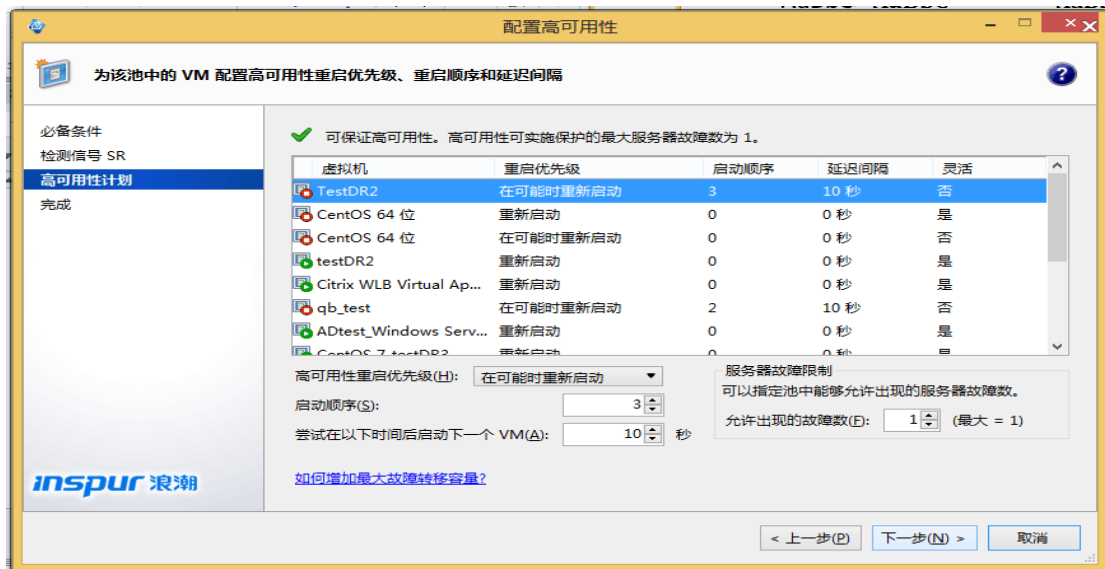 配置高可用性
为该池中的 VM 配置高可用性重启优先级、重启顺序和延迟间隔
必备条件
检测信号 SR
高可用性计划
完成
可保证高可用性。高可用性可实施保护的最大服务器故障数为 1。
虚拟机 重启优先级 启动顺序 延迟间隔 灵活
TestDR2 在可能时重新启动 3 10 秒 否
CentOS 64 位 重新启动 0 0 秒 是
CentOS 64 位 在可能时重新启动 0 0 秒 否
testDR2 重新启动 0 0 秒 是
Citrix WLB Virtual Ap... 重新启动 0 0 秒 是
qb_test 在可能时重新启动 2 10 秒 否
ADtest_Windows Serv... 重新启动 0 0 秒 是
CentOS 7_testDR3 重新启动 0 0 秒 是
高可用性重启优先级(H): 在可能时重新启动
启动顺序(S): 3
尝试在以下时间后启动下一个 VM(A): 10 秒
服务器故障限制
可以指定池中能够允许出现的服务器故障数。
允许出现的故障数(F): 1 (最大 = 1)
如何增加最大故障转移容量?
inspur 浪潮
< 上一步(P) 下一步(N) > 取消